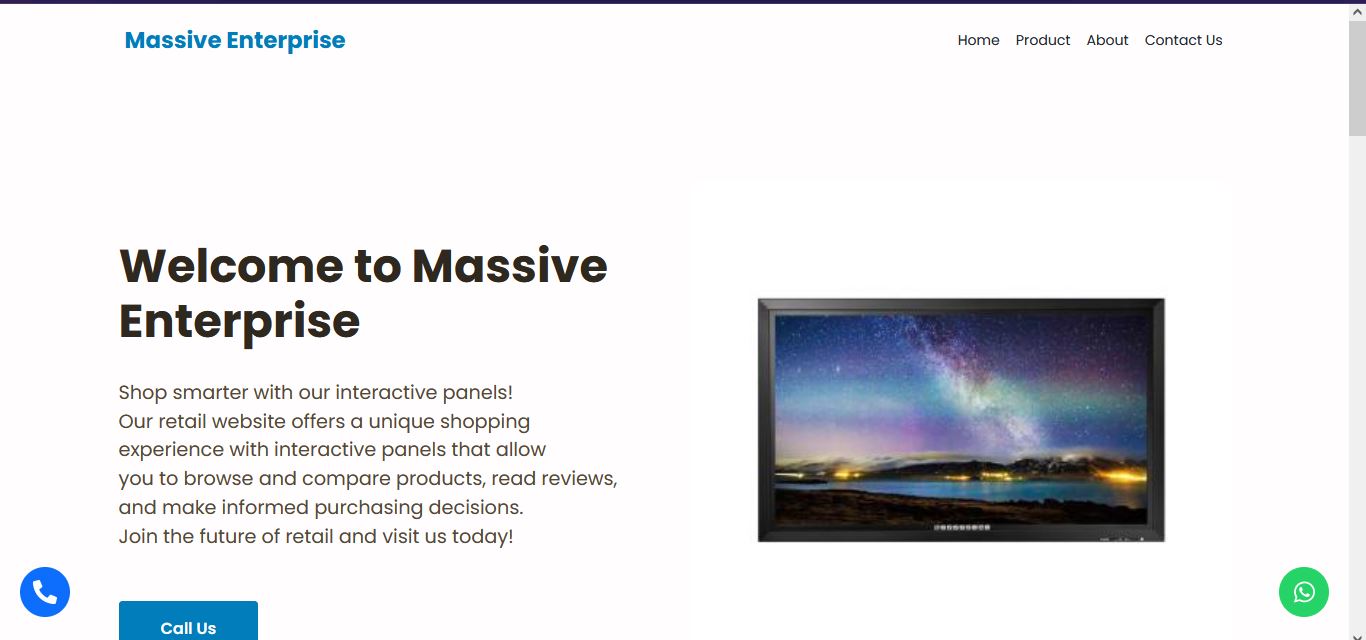 Massive Enterprise
Home Product About Contact Us
Welcome to Massive
Enterprise
Shop smarter with our interactive panels!
Our retail website offers a unique shopping
experience with interactive panels that allow
you to browse and compare products, read reviews,
and make informed purchasing decisions.
Join the future of retail and visit us today!
Call Us